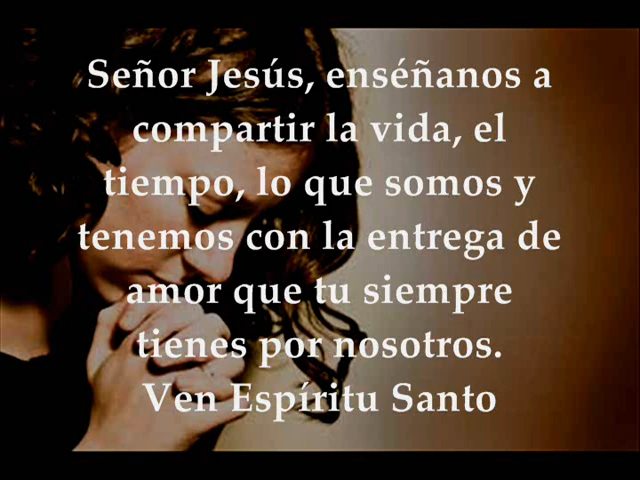 Señor Jesús, enséñanos a
compartir la vida, el
tiempo, lo que somos y
tenemos con la entrega de
amor que tu siempre
tienes por nosotros.
Ven Espíritu Santo